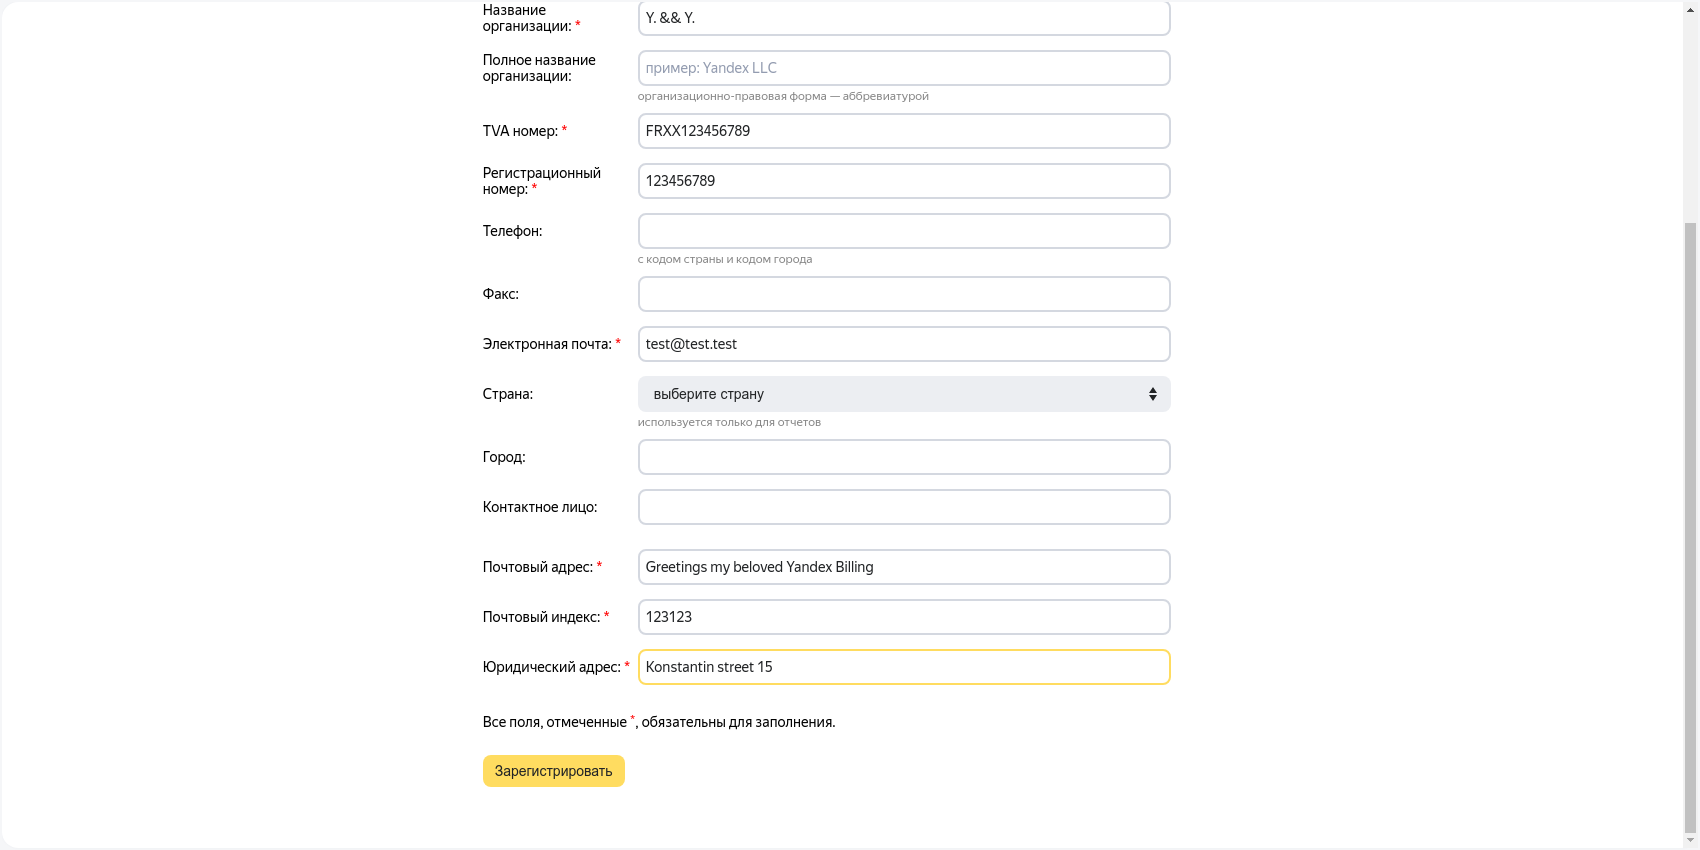 Название
организации: *
Y. && Y.
Полное название
организации:
пример: Yandex LLC
организационно-правовая форма — аббревиатурой
TVA номер: *
FRXX123456789
Регистрационный
номер: *
123456789
Телефон:
с кодом страны и кодом города
Факс:
Электронная почта: *
test@test.test
Страна:
выберите страну
используется только для отчетов
Город:
Контактное лицо:
Почтовый адрес: *
Greetings my beloved Yandex Billing
Почтовый индекс: *
123123
Юридический адрес: *
Konstantin street 15
Все поля, отмеченные *, обязательны для заполнения.
Зарегистрировать